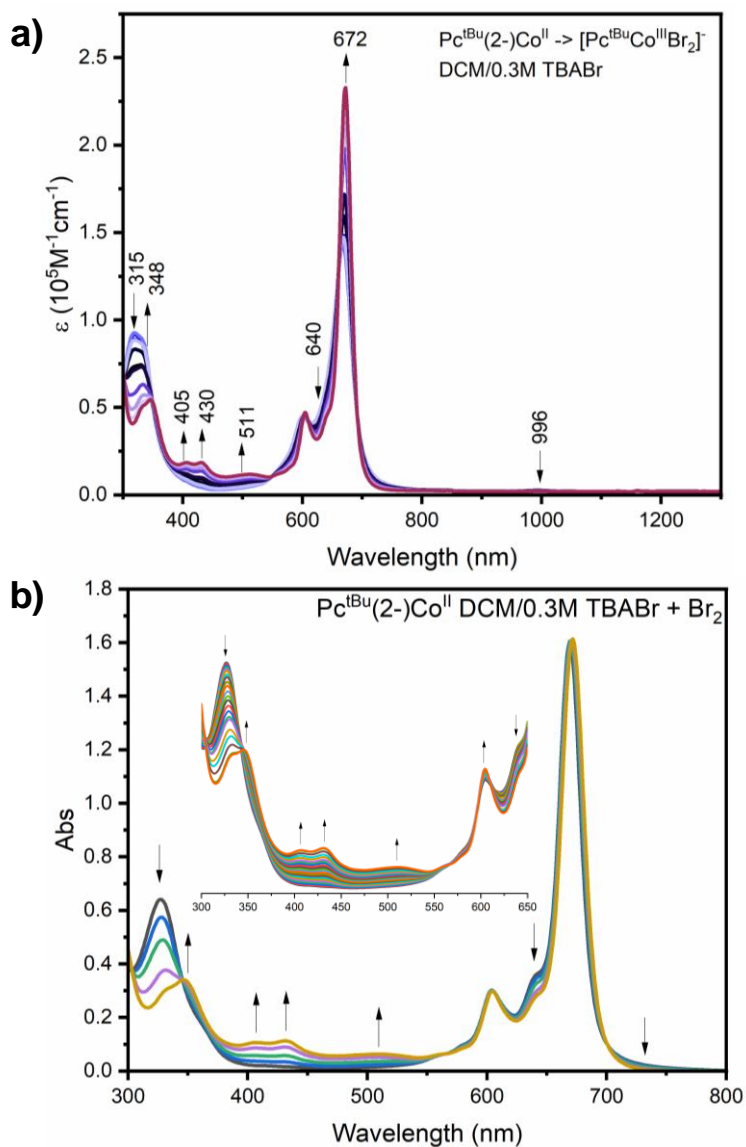 a)
Pc^tBu(2-)Co^II -> [Pc^tBuCo^IIIBr₂]⁻
DCM/0.3M TBABr
672
2.5
2.0
1.5
1.0
0.5
0.0
ε (10⁵M⁻¹cm⁻¹)
315
348
405
430
511
640
996
400 600 800 1000 1200
Wavelength (nm)
b)
Pc^tBu(2-)Co^II DCM/0.3M TBABr + Br₂
1.8
1.6
1.4
1.2
1.0
0.8
0.6
0.4
0.2
0.0
Abs
300 350 400 450 500 550 600 650
300 400 500 600 700 800
Wavelength (nm)